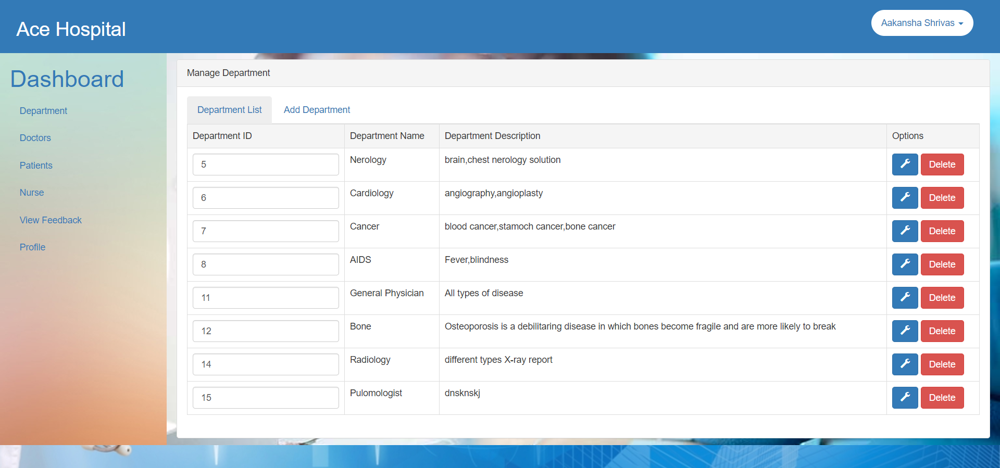 Ace Hospital
Aakansha Shrivas
Dashboard
Department
Doctors
Patients
Nurse
View Feedback
Profile
Manage Department
Department List Add Department
Department ID Department Name Department Description Options
5 Nerology brain,chest nerology solution Delete
6 Cardiology angiography,angioplasty Delete
7 Cancer blood cancer,stamoch cancer,bone cancer Delete
8 AIDS Fever,blindness Delete
11 General Physician All types of disease Delete
12 Bone Osteoporosis is a debilitaring disease in which bones become fragile and are more likely to break Delete
14 Radiology different types X-ray report Delete
15 Pulomologist dnsknskj Delete